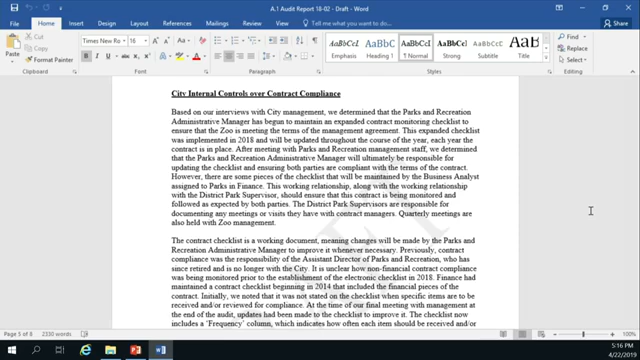 A.1 Audit Report 18-02 - Draft - Word
File Home Insert Design Layout References Mailings Review View Tell me what you want to do Share
Cut
Copy
Paste
Format Painter
Clipboard
Times New Ro 16
Font
Paragraph
AaBbCcI AaBbC AaBbCcI AaBbCcI AaBbCcI AaB
Emphasis Heading 1 1 Normal Strong Subtitle Title
Styles
Find
Replace
Select
Editing
City Internal Controls over Contract Compliance
Based on our interviews with City management, we determined that the Parks and Recreation
Administrative Manager has begun to maintain an expanded contract monitoring checklist to
ensure that the Zoo is meeting the terms of the management agreement. This expanded checklist
was implemented in 2018 and will be updated throughout the course of the year, each year the
contract is in place. After meeting with Parks and Recreation management staff, we determined
that the Parks and Recreation Administrative Manager will ultimately be responsible for
updating the checklist and ensuring both parties are compliant with the terms of the contract.
However, there are some pieces of the checklist that will be maintained by the Business Analyst
assigned to Parks in Finance. This working relationship, along with the working relationship
with the District Park Supervisor, should ensure that this contract is being monitored and
followed as expected by both parties. The District Park Supervisors are responsible for
documenting any meetings or visits they have with contract managers. Quarterly meetings are
also held with Zoo management.
The contract checklist is a working document, meaning changes will be made by the Parks and
Recreation Administrative Manager to improve it whenever necessary. Previously, contract
compliance was the responsibility of the Assistant Director of Parks and Recreation, who has
since retired and is no longer with the City. It is unclear how non-financial contract compliance
was being monitored prior to the establishment of the electronic checklist in 2018. Finance had
maintained a contract checklist beginning in 2014 that included the financial pieces of the
contract. Initially, we noted that it was not stated on the checklist when specific items are to be
received and/or reviewed for compliance. At the time of our final meeting with management at
the end of the audit, updates had been made to the checklist to improve it. The checklist
now includes a 'Frequency' column, which indicates how often each item should be received and/or
Page 5 of 8 2330 words
100%
5:16 PM
4/22/2019